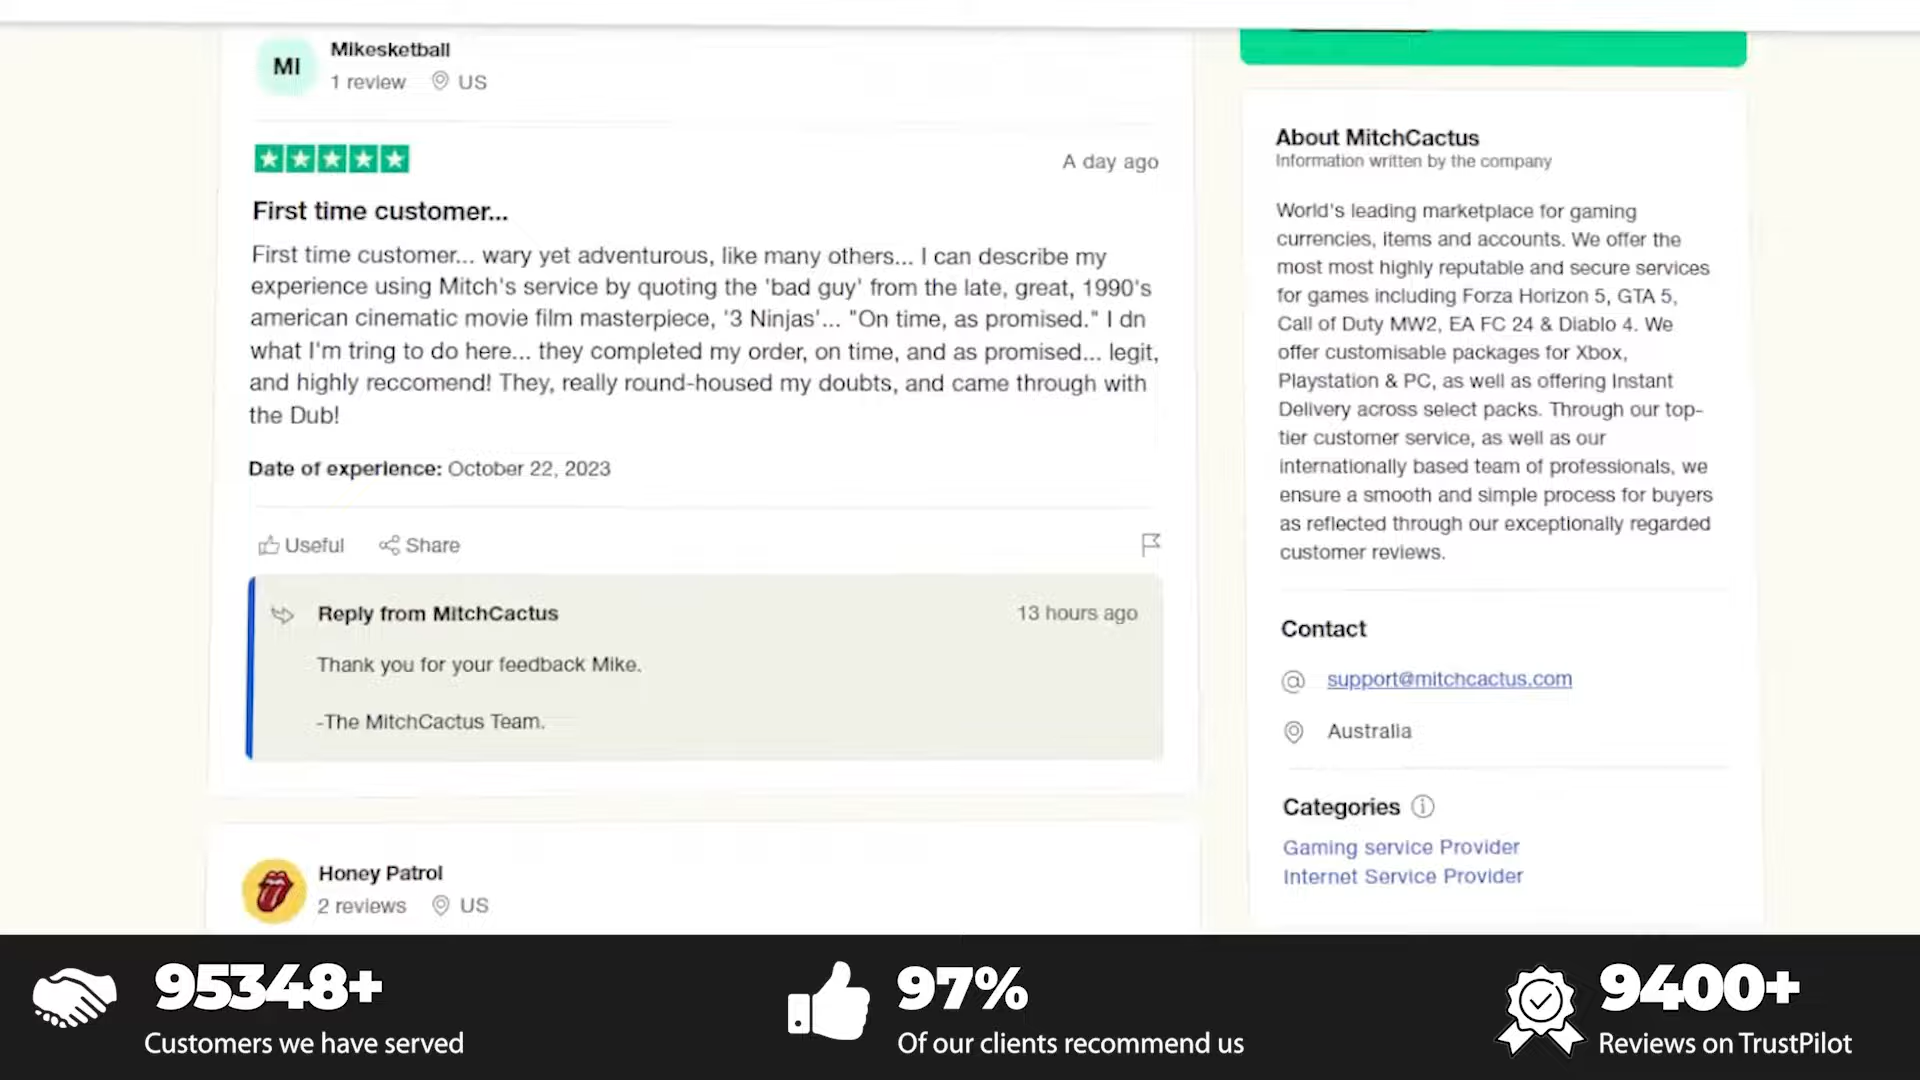 MI
Mikesketball
1 review US
A day ago
First time customer...
First time customer... wary yet adventurous, like many others... I can describe my
experience using Mitch's service by quoting the 'bad guy' from the late, great, 1990's
american cinematic movie film masterpiece, '3 Ninjas'... "On time, as promised." I dn
what I'm tring to do here... they completed my order, on time, and as promised... legit,
and highly reccomend! They, really round-housed my doubts, and came through with
the Dub!
Date of experience: October 22, 2023
Useful Share
Reply from MitchCactus
13 hours ago
Thank you for your feedback Mike.
-The MitchCactus Team.
Honey Patrol
2 reviews US
About MitchCactus
Information written by the company
World's leading marketplace for gaming
currencies, items and accounts. We offer the
most most highly reputable and secure services
for games including Forza Horizon 5, GTA 5,
Call of Duty MW2, EA FC 24 & Diablo 4. We
offer customisable packages for Xbox,
Playstation & PC, as well as offering Instant
Delivery across select packs. Through our top-
tier customer service, as well as our
internationally based team of professionals, we
ensure a smooth and simple process for buyers
as reflected through our exceptionally regarded
customer reviews.
Contact
support@mitchcactus.com
Australia
Categories
Gaming service Provider
Internet Service Provider
95348+
Customers we have served
97%
Of our clients recommend us
9400+
Reviews on TrustPilot